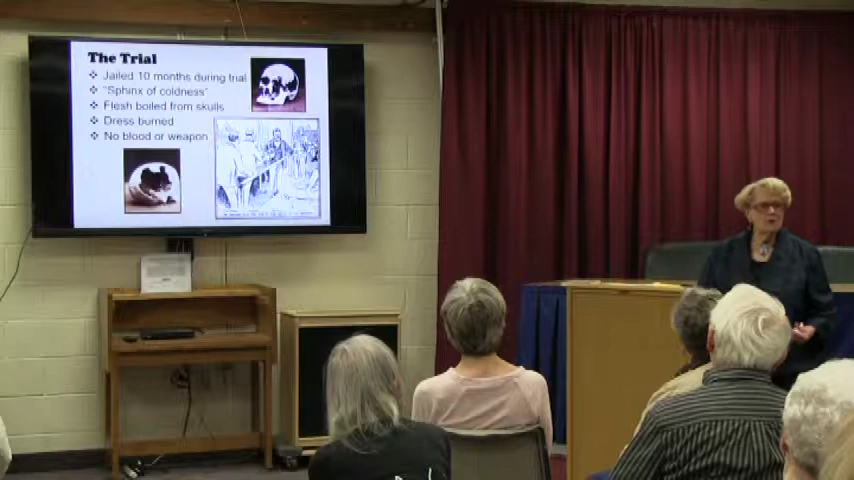 The Trial
Jailed 10 months during trial
"Sphinx of coldness"
Flesh boiled from skulls
Dress burned
No blood or weapon